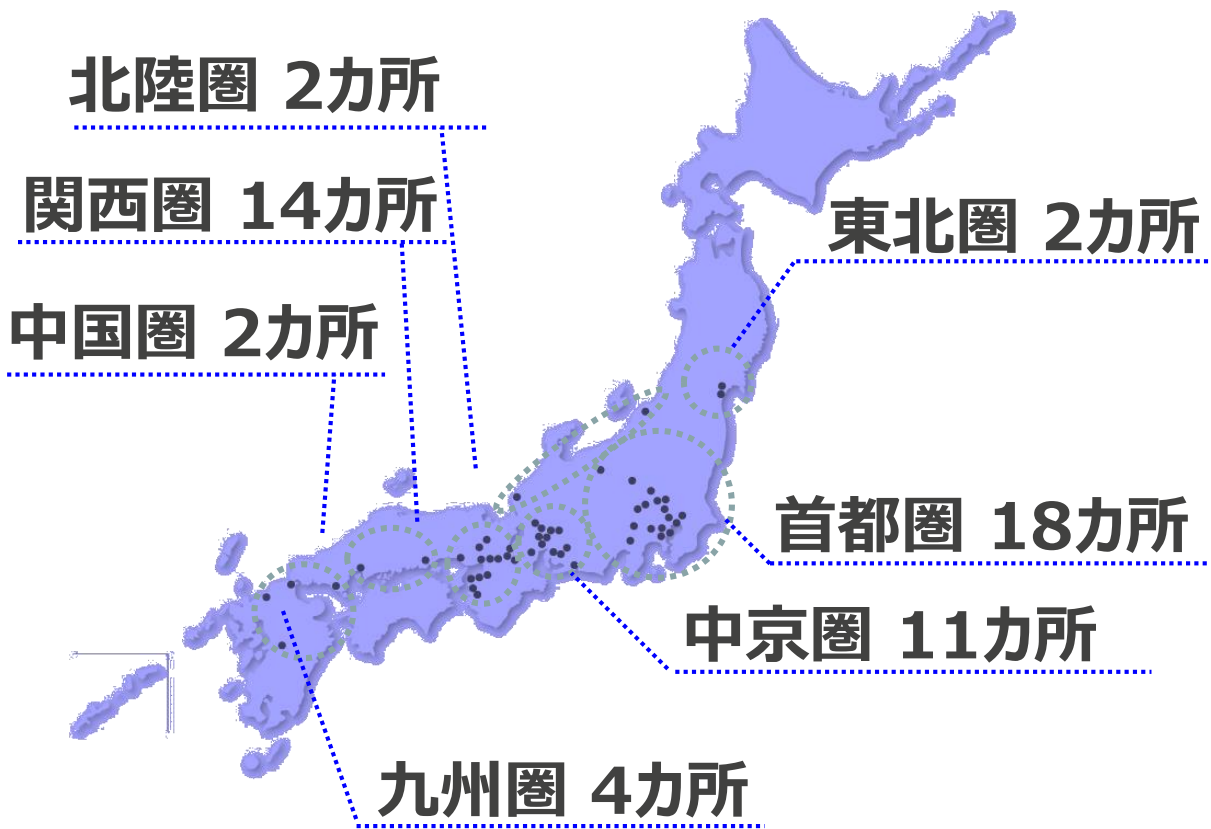 北陸圏 2カ所
関西圏 14カ所
東北圏 2カ所
中国圏 2カ所
首都圏 18カ所
中京圏 11カ所
九州圏 4カ所